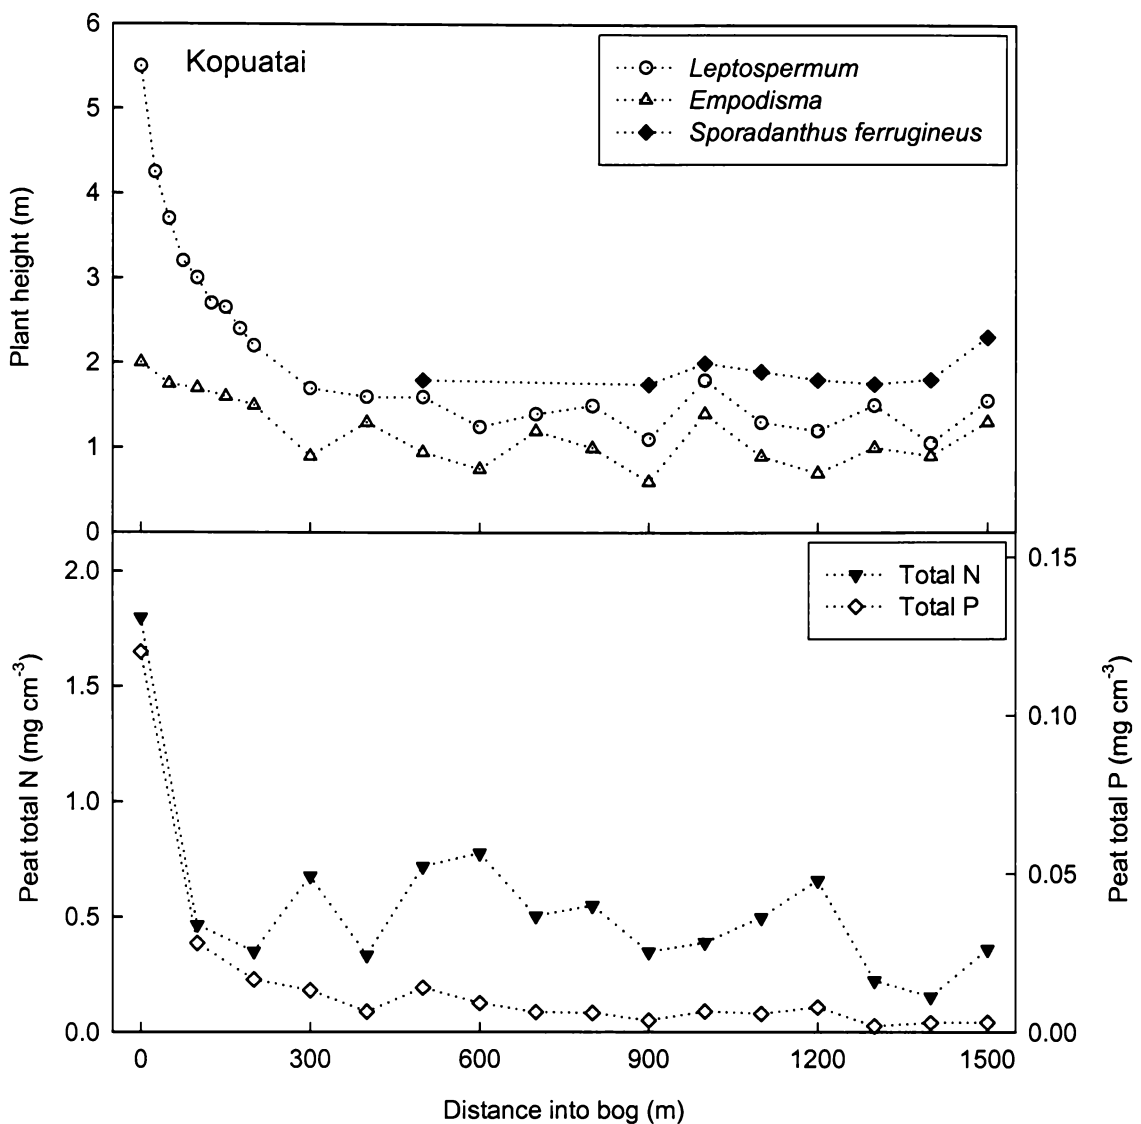 Kopuatai
Leptospermum
Empodisma
Sporadanthus ferrugineus
Plant height (m)
6
5
4
3
2
1
0
Total N
Total P
Peat total N (mg cm-3)
2.0
1.5
1.0
0.5
0.0
0.15
0.10
0.05
0.00
Peat total P (mg cm-3)
0 300 600 900 1200 1500
Distance into bog (m)